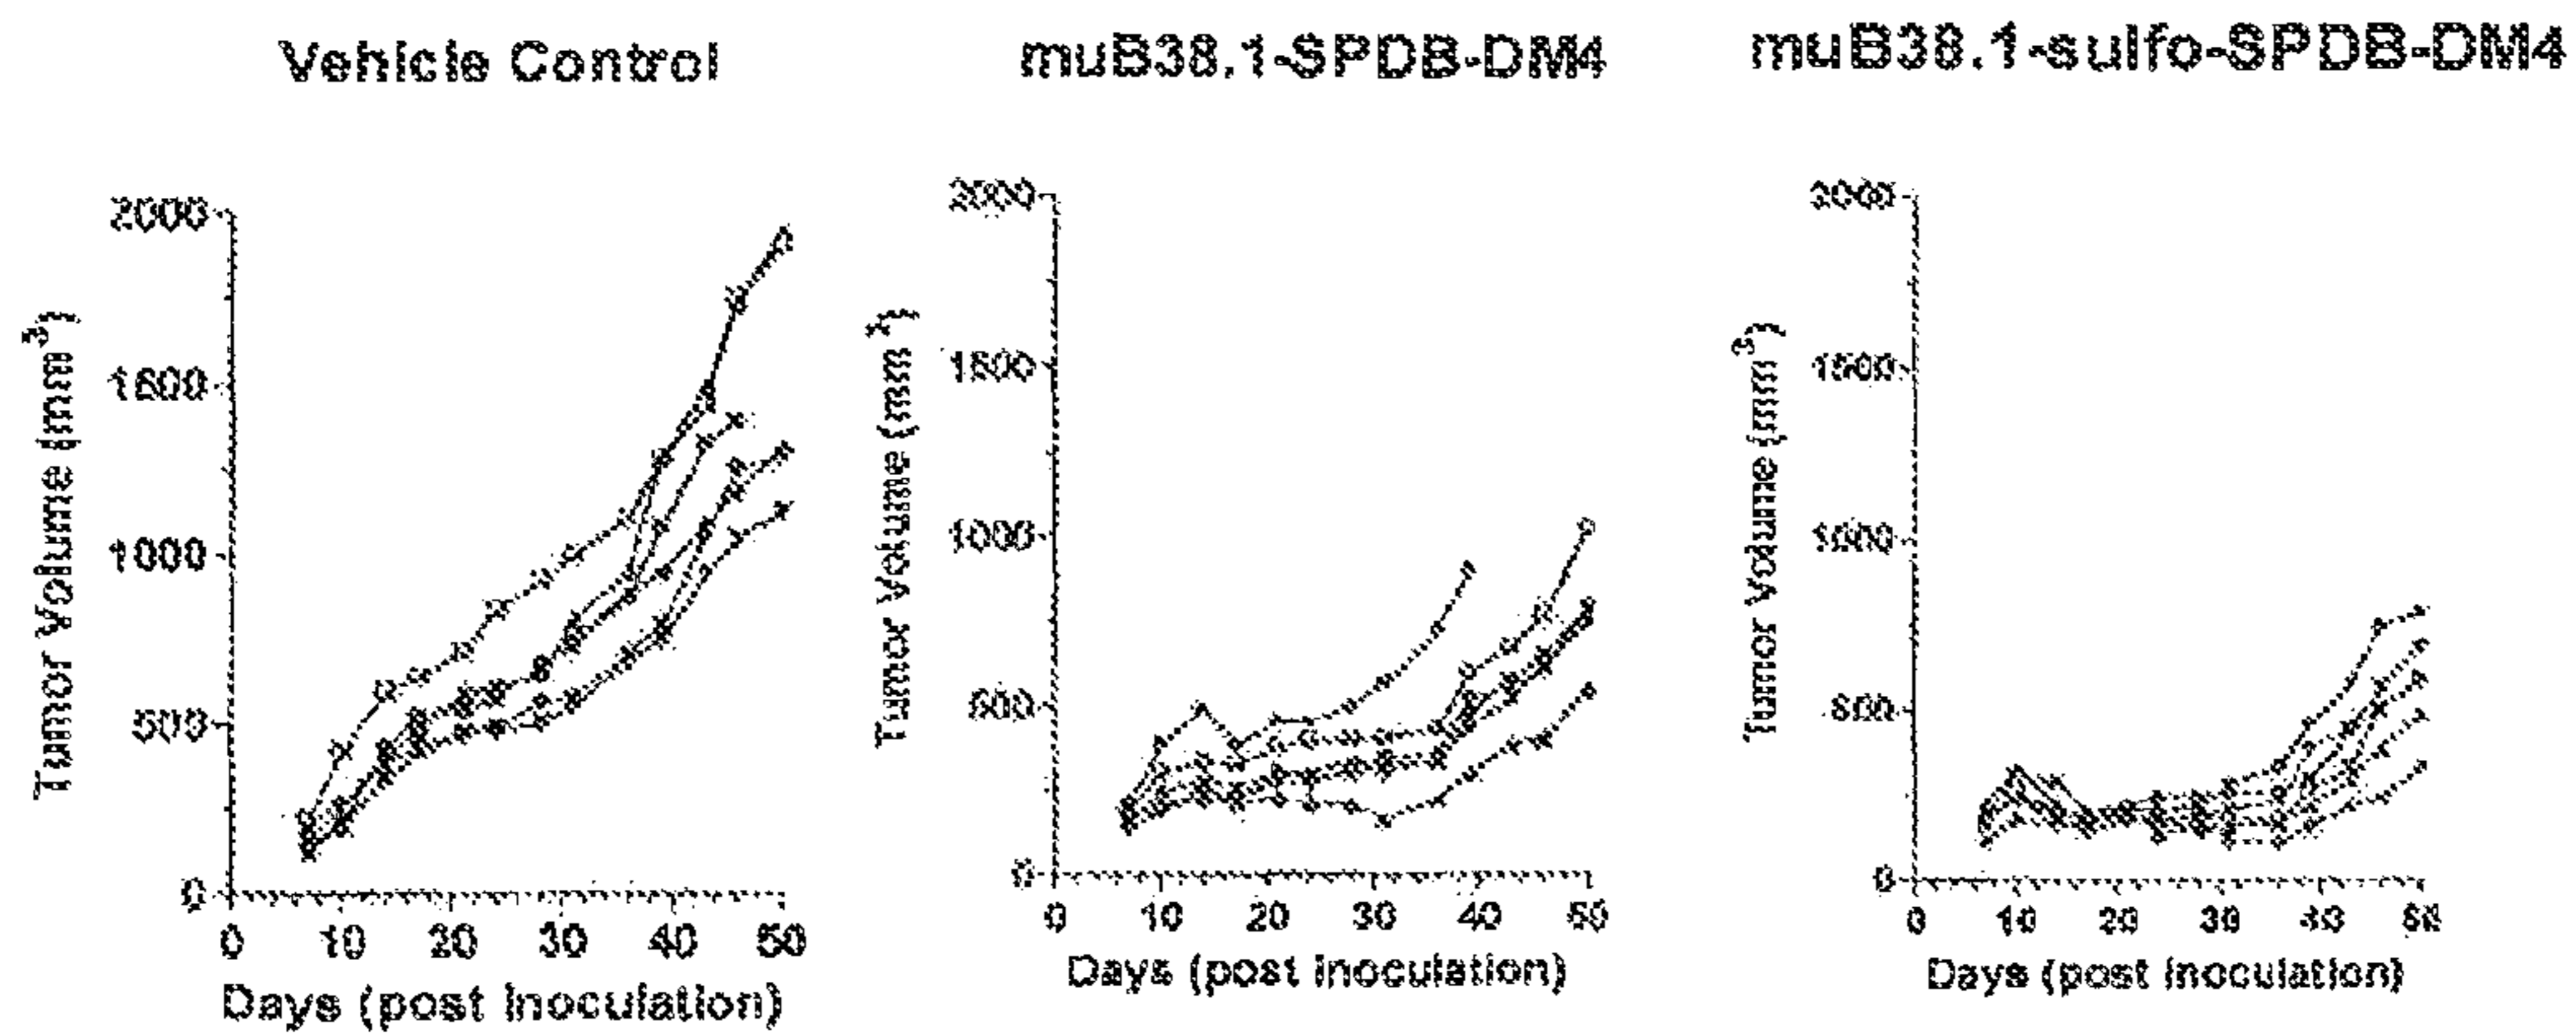 Vehicle Control
muB38.1-SPDB-DM4
muB38.1-sulfo-SPDB-DM4
Tumor Volume (mm3)
2000
1500
1000
500
0
0 10 20 30 40 50
Days (post inoculation)
Tumor Volume (mm3)
2000
1500
1000
500
0
0 10 20 30 40 50
Days (post inoculation)
Tumor Volume (mm3)
2000
1500
1000
500
0
0 10 20 30 40 50
Days (post inoculation)